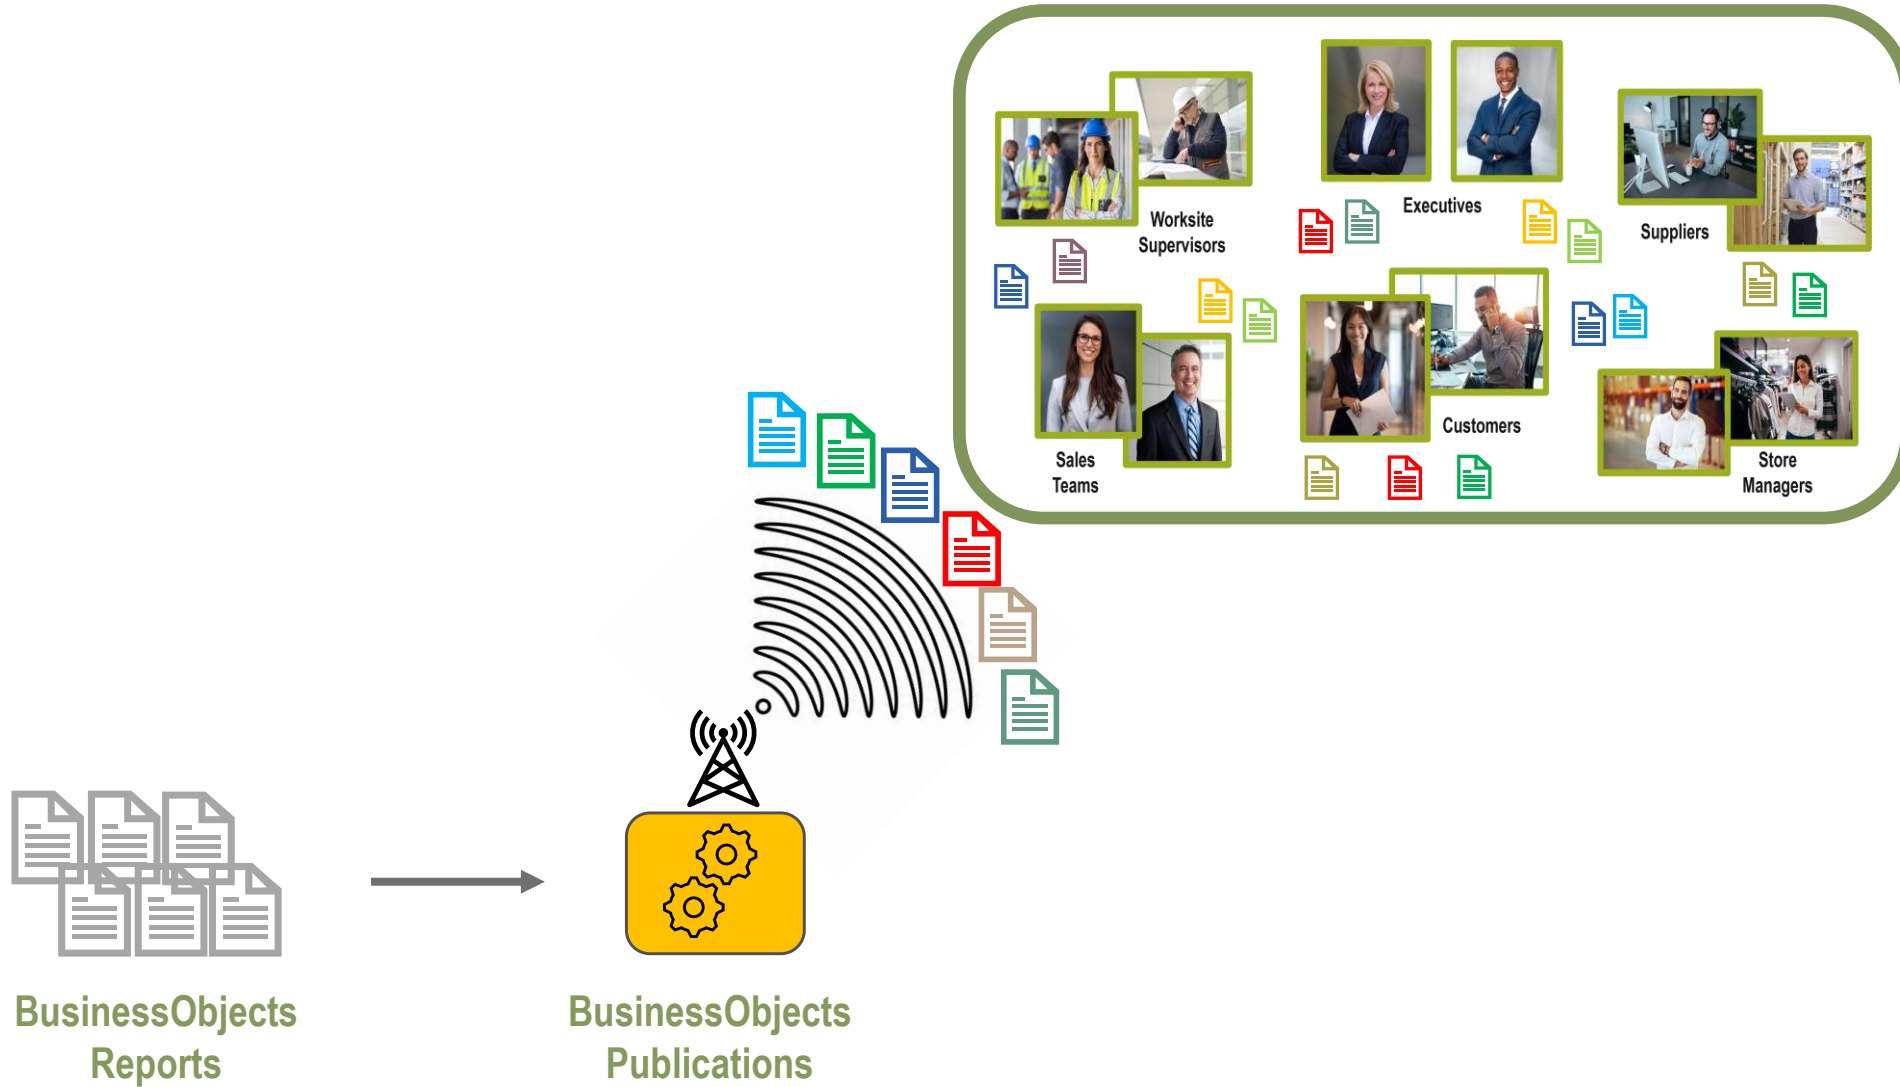 Executives
Worksite
Supervisors
Suppliers
Customers
Sales
Teams
Store
Managers
BusinessObjects
Reports
BusinessObjects
Publications